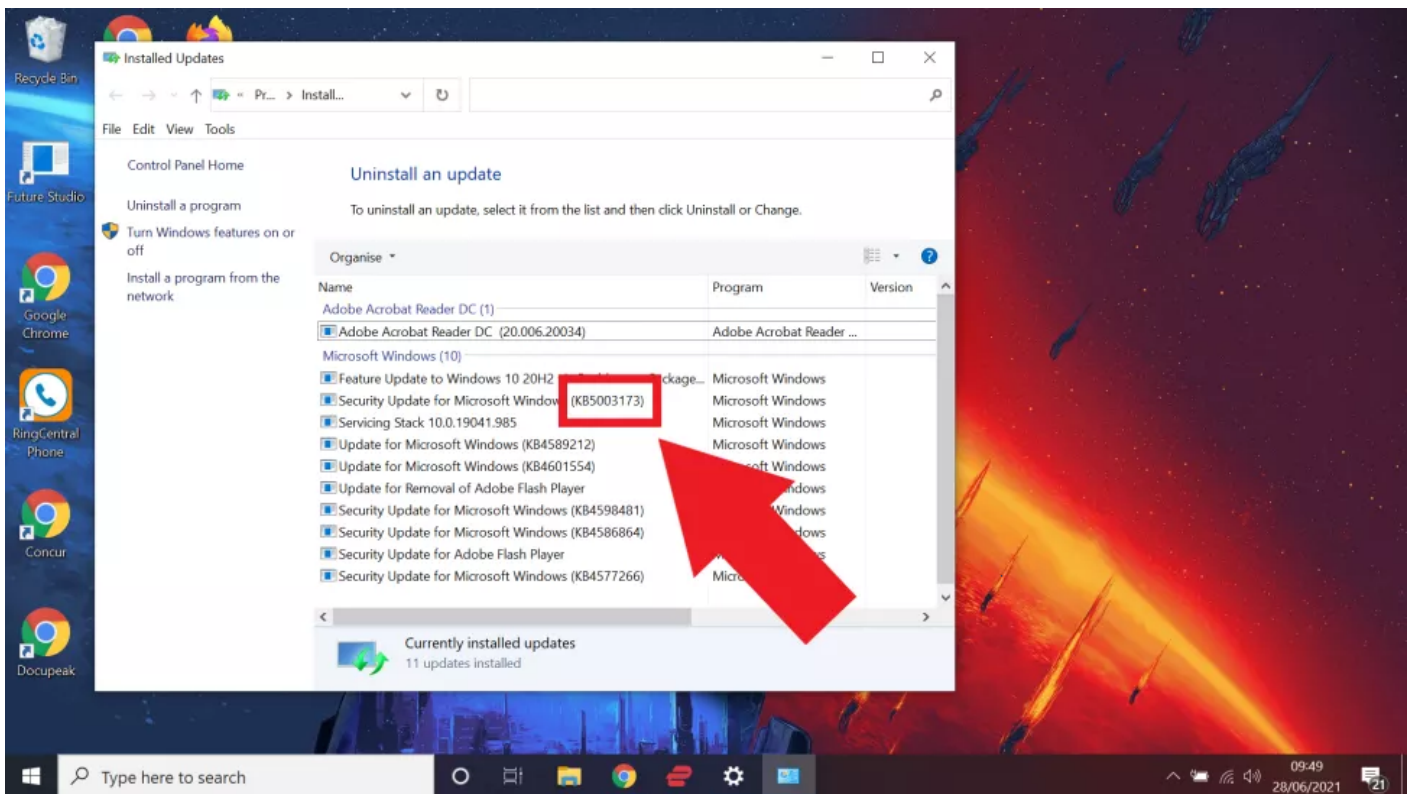 Recycle Bin
Future Studio
Google
Chrome
RingCentral
Phone
Concur
Docupeak
Installed Updates
« Pr... > Install...
File Edit View Tools
Control Panel Home
Uninstall a program
Turn Windows features on or
off
Install a program from the
network
Uninstall an update
To uninstall an update, select it from the list and then click Uninstall or Change.
Organise
Name Program Version
Adobe Acrobat Reader DC (1)
Adobe Acrobat Reader DC (20.006.20034) Adobe Acrobat Reader ...
Microsoft Windows (10)
Feature Update to Windows 10 20H2 Microsoft Windows
Security Update for Microsoft Window (KB5003173) Microsoft Windows
Servicing Stack 10.0.19041.985 Microsoft Windows
Update for Microsoft Windows (KB4589212) Microsoft Windows
Update for Microsoft Windows (KB4601554)
Update for Removal of Adobe Flash Player
Security Update for Microsoft Windows (KB4598481) Windows
Security Update for Microsoft Windows (KB4586864)
Security Update for Adobe Flash Player
Security Update for Microsoft Windows (KB4577266)
Currently installed updates
11 updates installed
Type here to search
09:49
28/06/2021
21